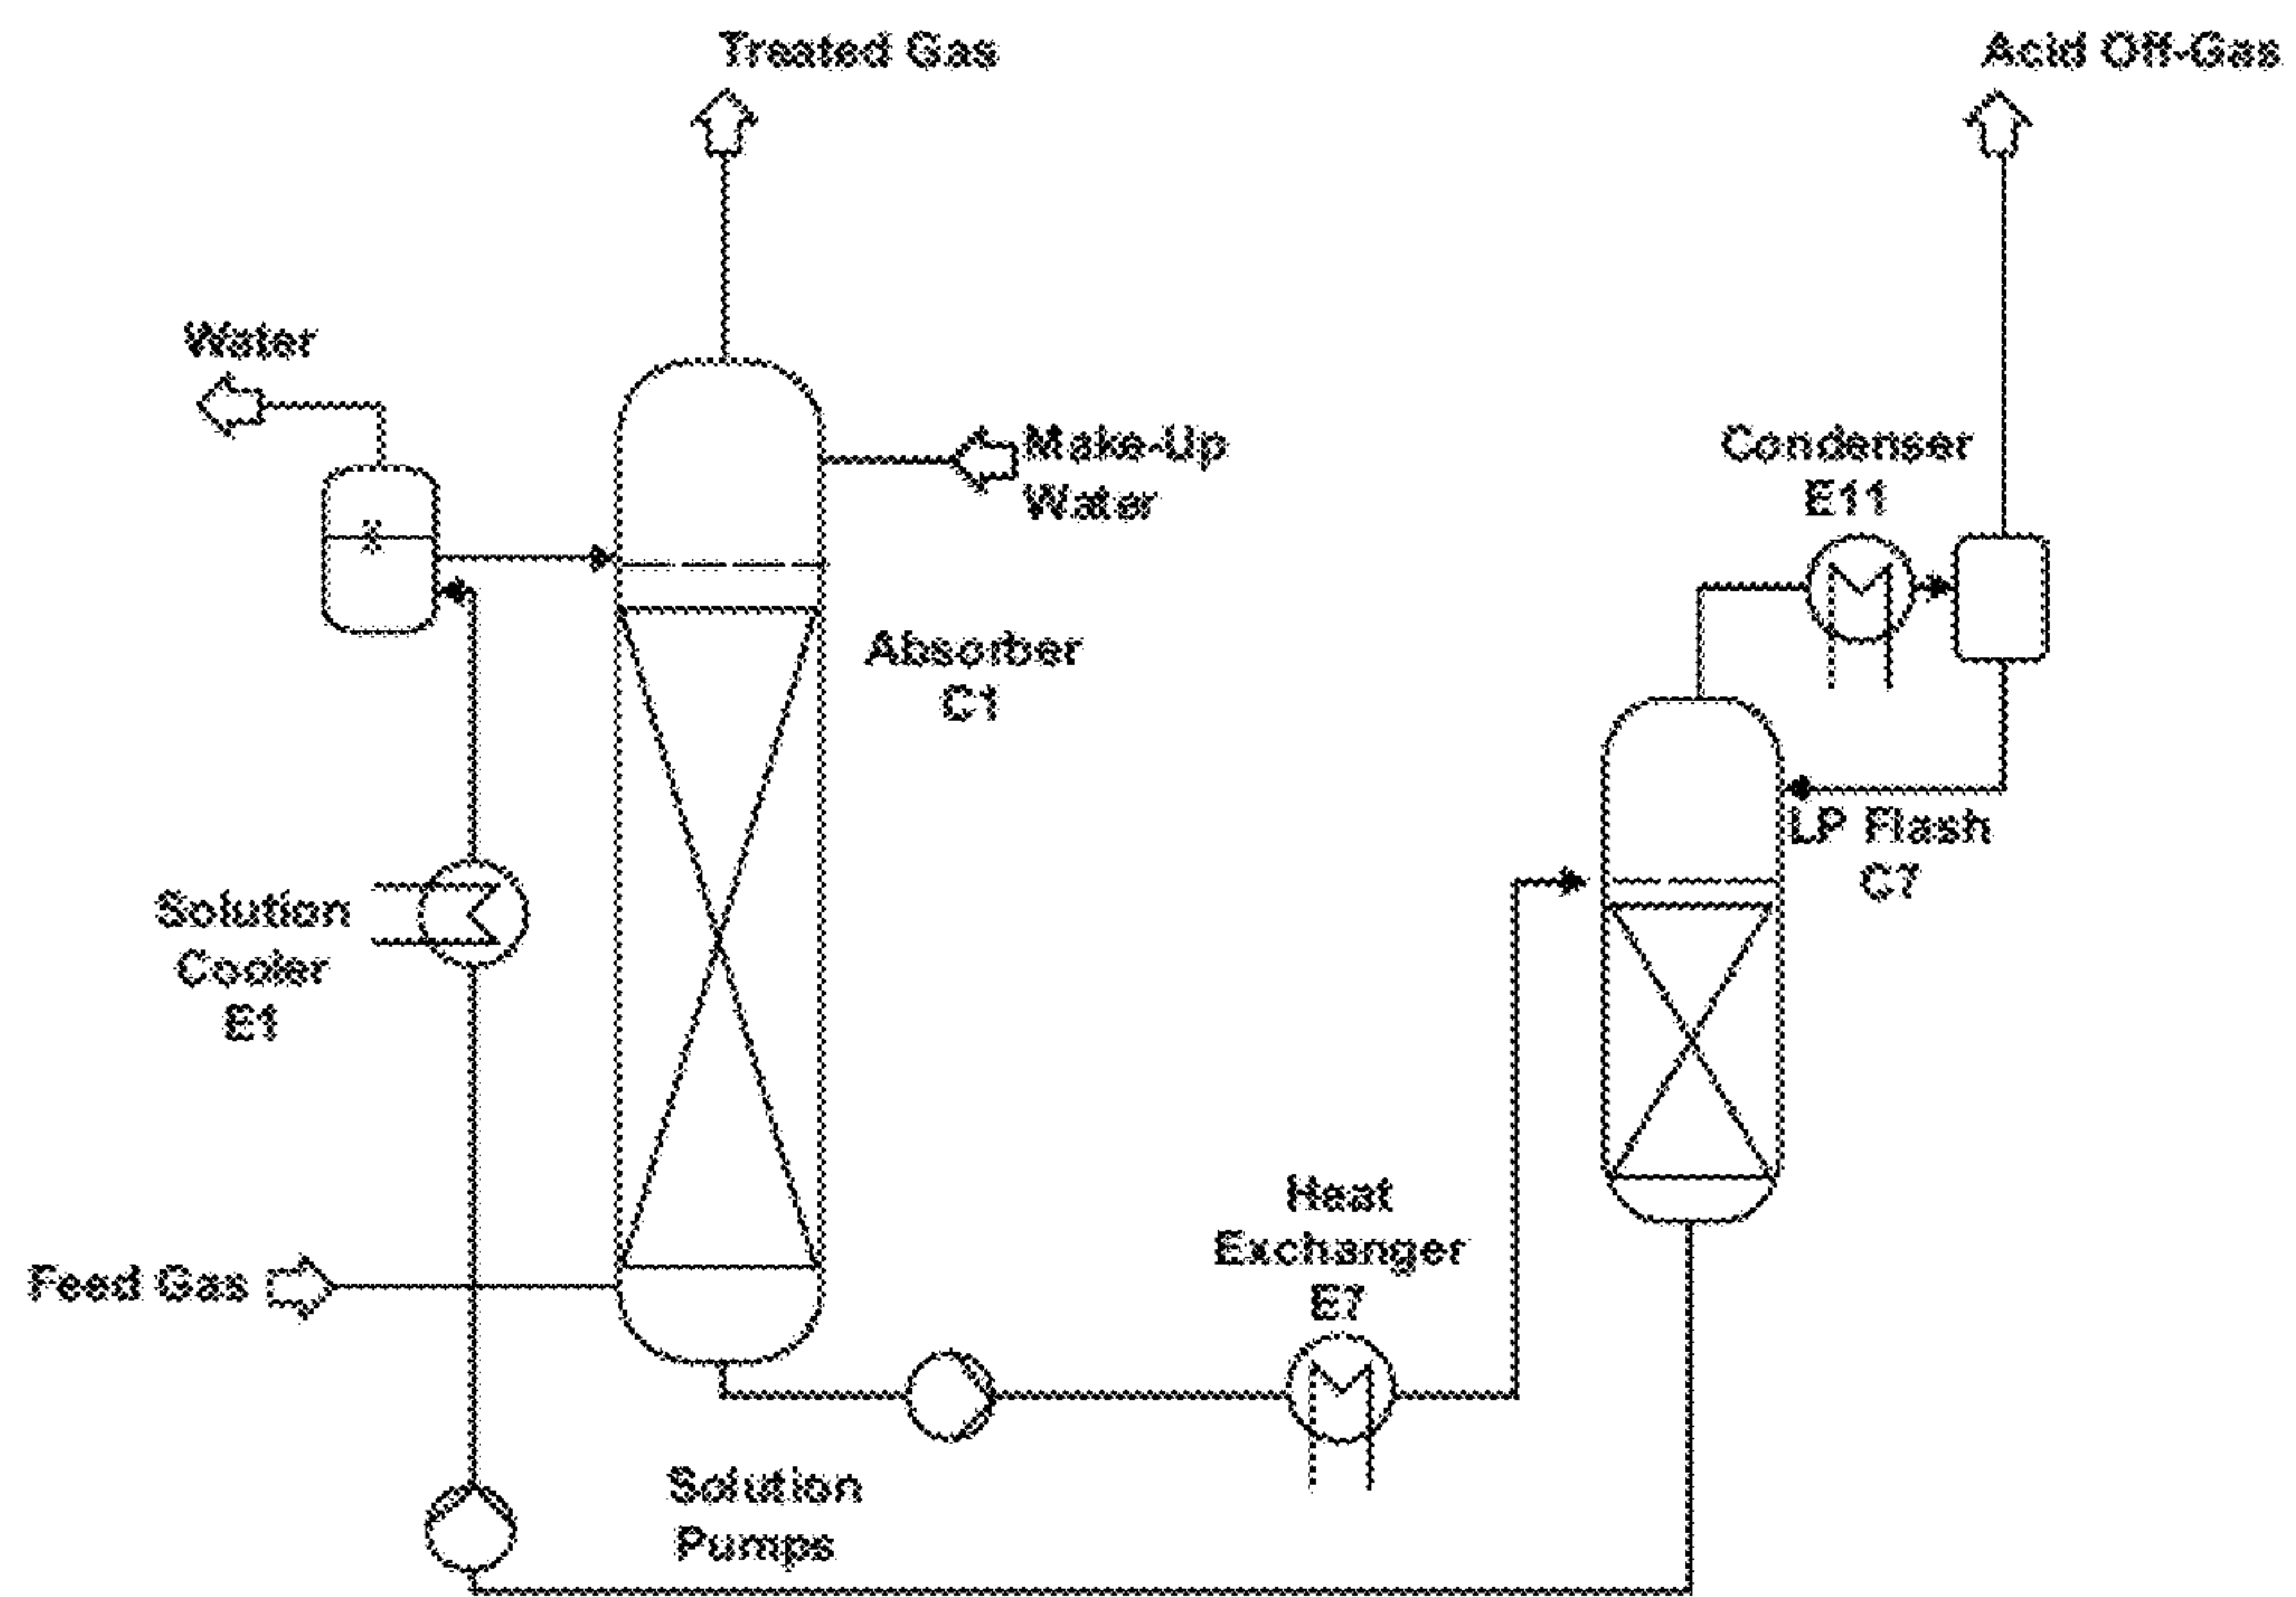 Treated Gas
Acid Off-Gas
Water
Make-Up
Water
Condenser
E11
Absorber
C1
LP Flash
C7
Solution
Cooler
E1
Heat
Exchanger
E7
Feed Gas
Solution
Pumps